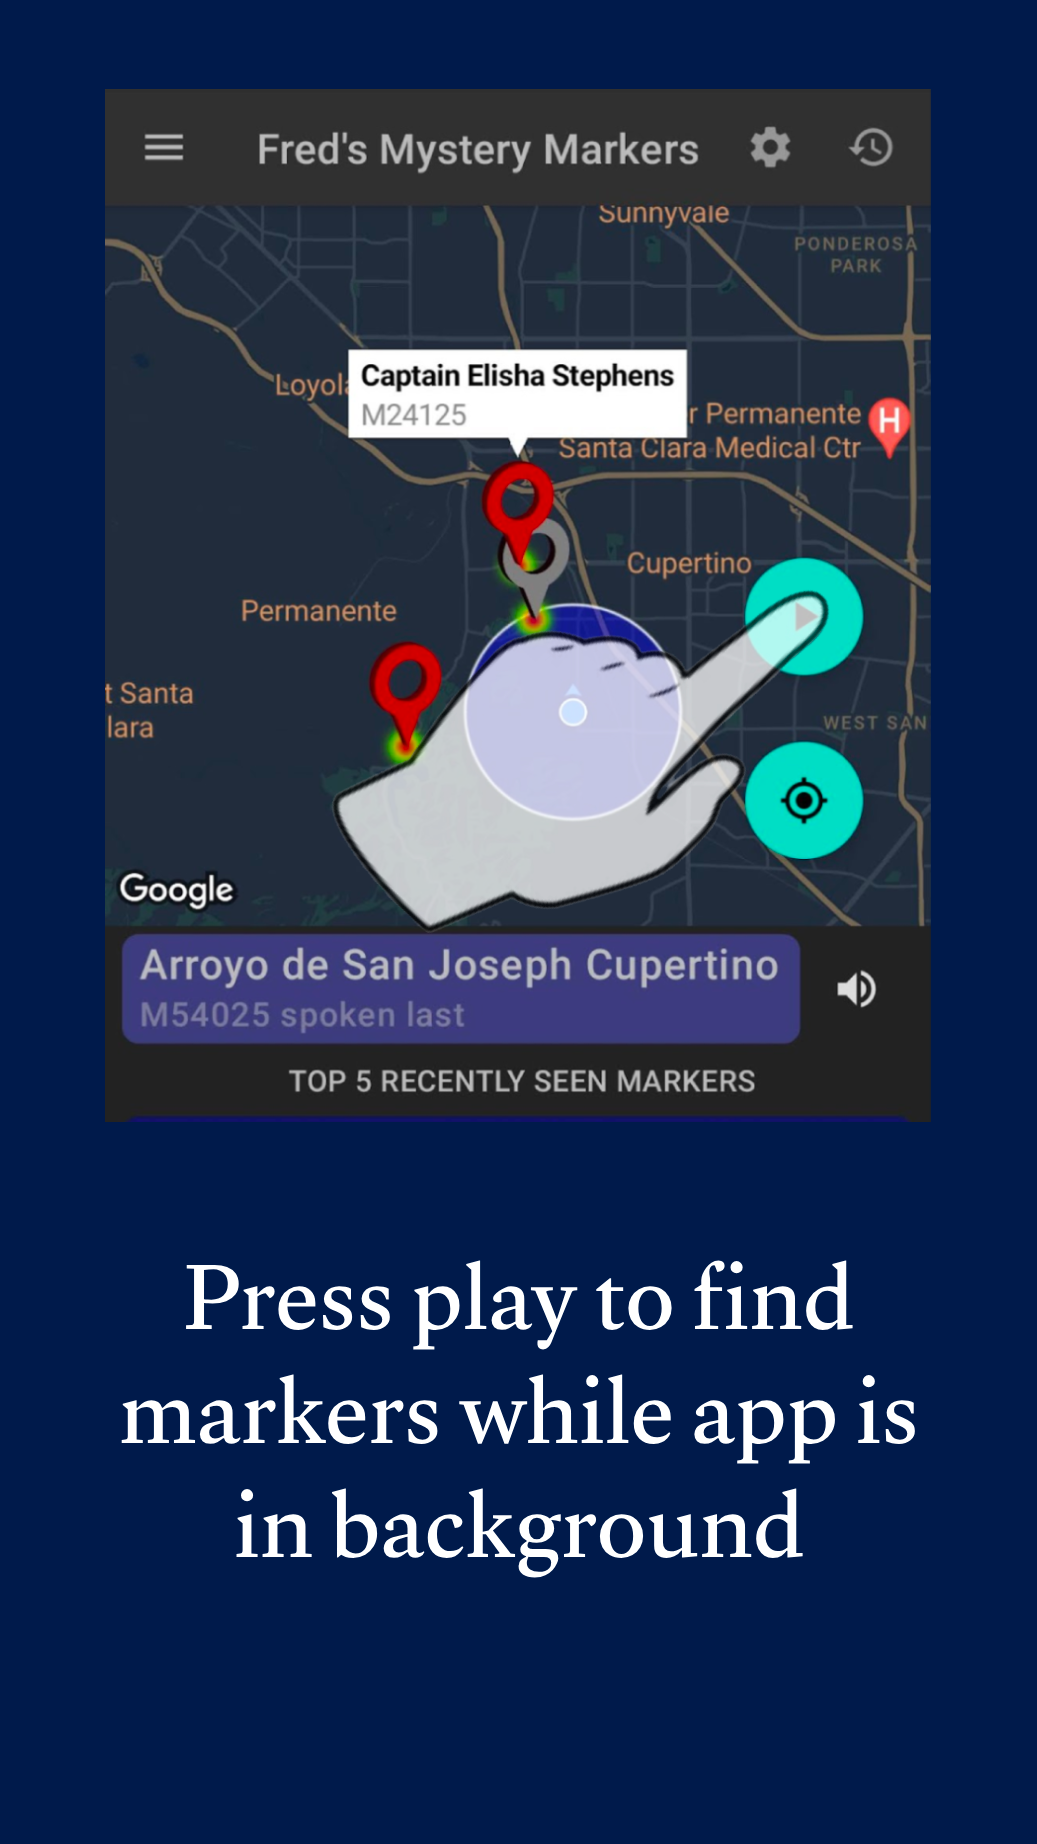 Fred's Mystery Markers
Sunnyvale
PONDEROSA
PARK
Captain Elisha Stephens
M24125
Loyola
r Permanente
H
Santa Clara Medical Ctr
Cupertino
Permanente
t Santa
lara
WEST SAN
Google
Arroyo de San Joseph Cupertino
M54025 spoken last
TOP 5 RECENTLY SEEN MARKERS
Press play to find
markers while app is
in background